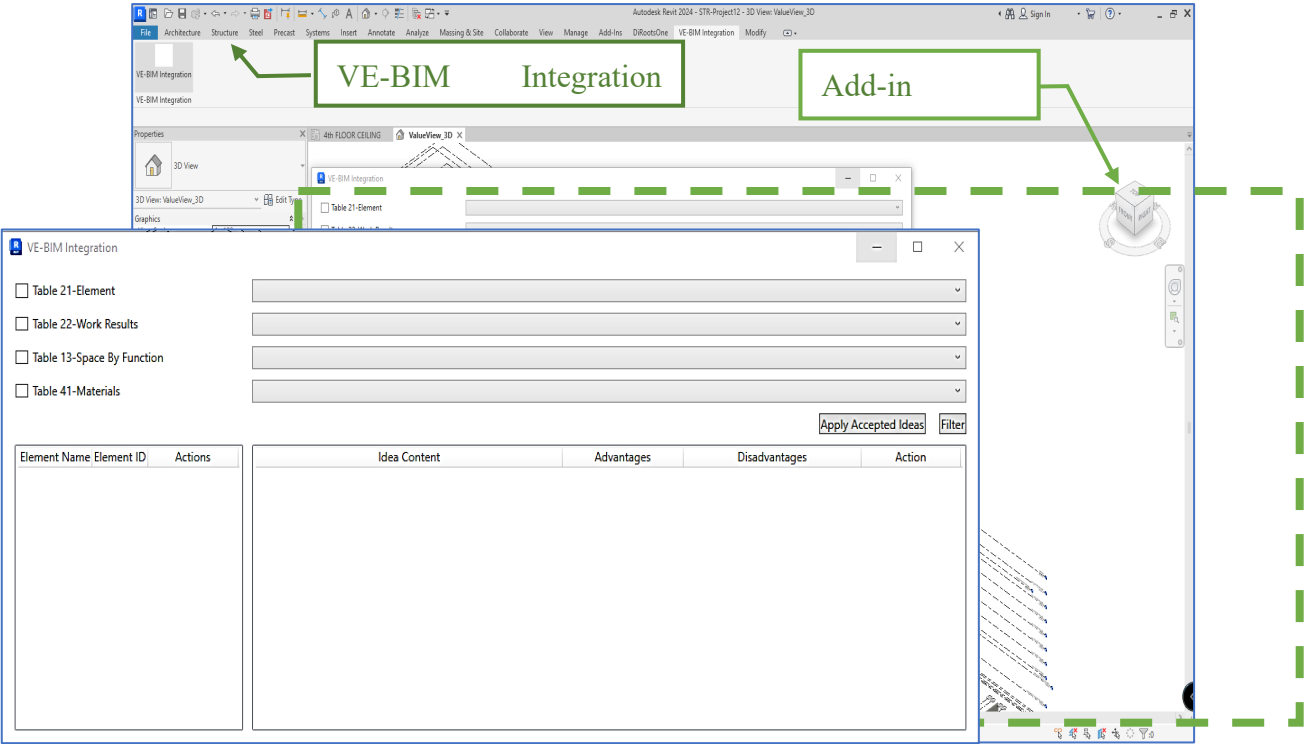 Autodesk Revit 2024 - STR-Project12 - 3D View: ValueView_3D
Sign In
File Architecture Structure Steel Precast Systems Insert Annotate Analyze Massing & Site Collaborate View Manage Add-Ins DiRootsOne VE-BIM Integration Modify
VE-BIM Integration
VE-BIM Integration
VE-BIM Integration
Add-in
Properties
4th FLOOR CEILING
ValueView_3D
3D View
3D View: ValueView_3D
Edit Type
Graphics
VE-BIM Integration
Table 21-Element
FRONT
RIGHT
VE-BIM Integration
Table 21-Element
Table 22-Work Results
Table 13-Space By Function
Table 41-Materials
Apply Accepted Ideas
Filter
Element Name Element ID Actions
Idea Content Advantages Disadvantages Action